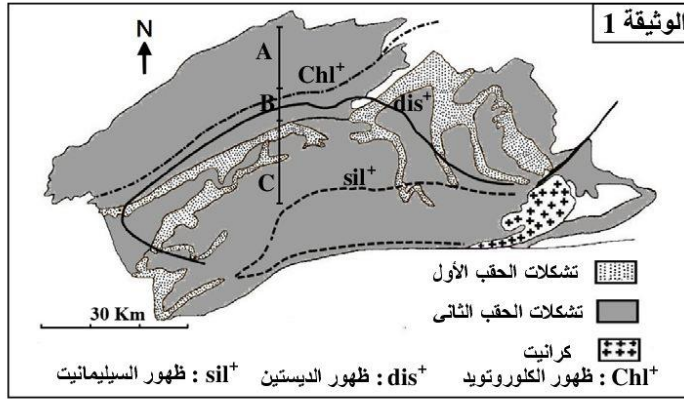 الوثيقة 1
N
A
Chl+
B
dis+
C
sil+
تشكلات الحقب الأول
30 Km
تشكلات الحقب الثاني
كرانيت
Chl+ : ظهور الكلوروتويد dis+ : ظهور الديستين sil+ : ظهور السيليمانيت